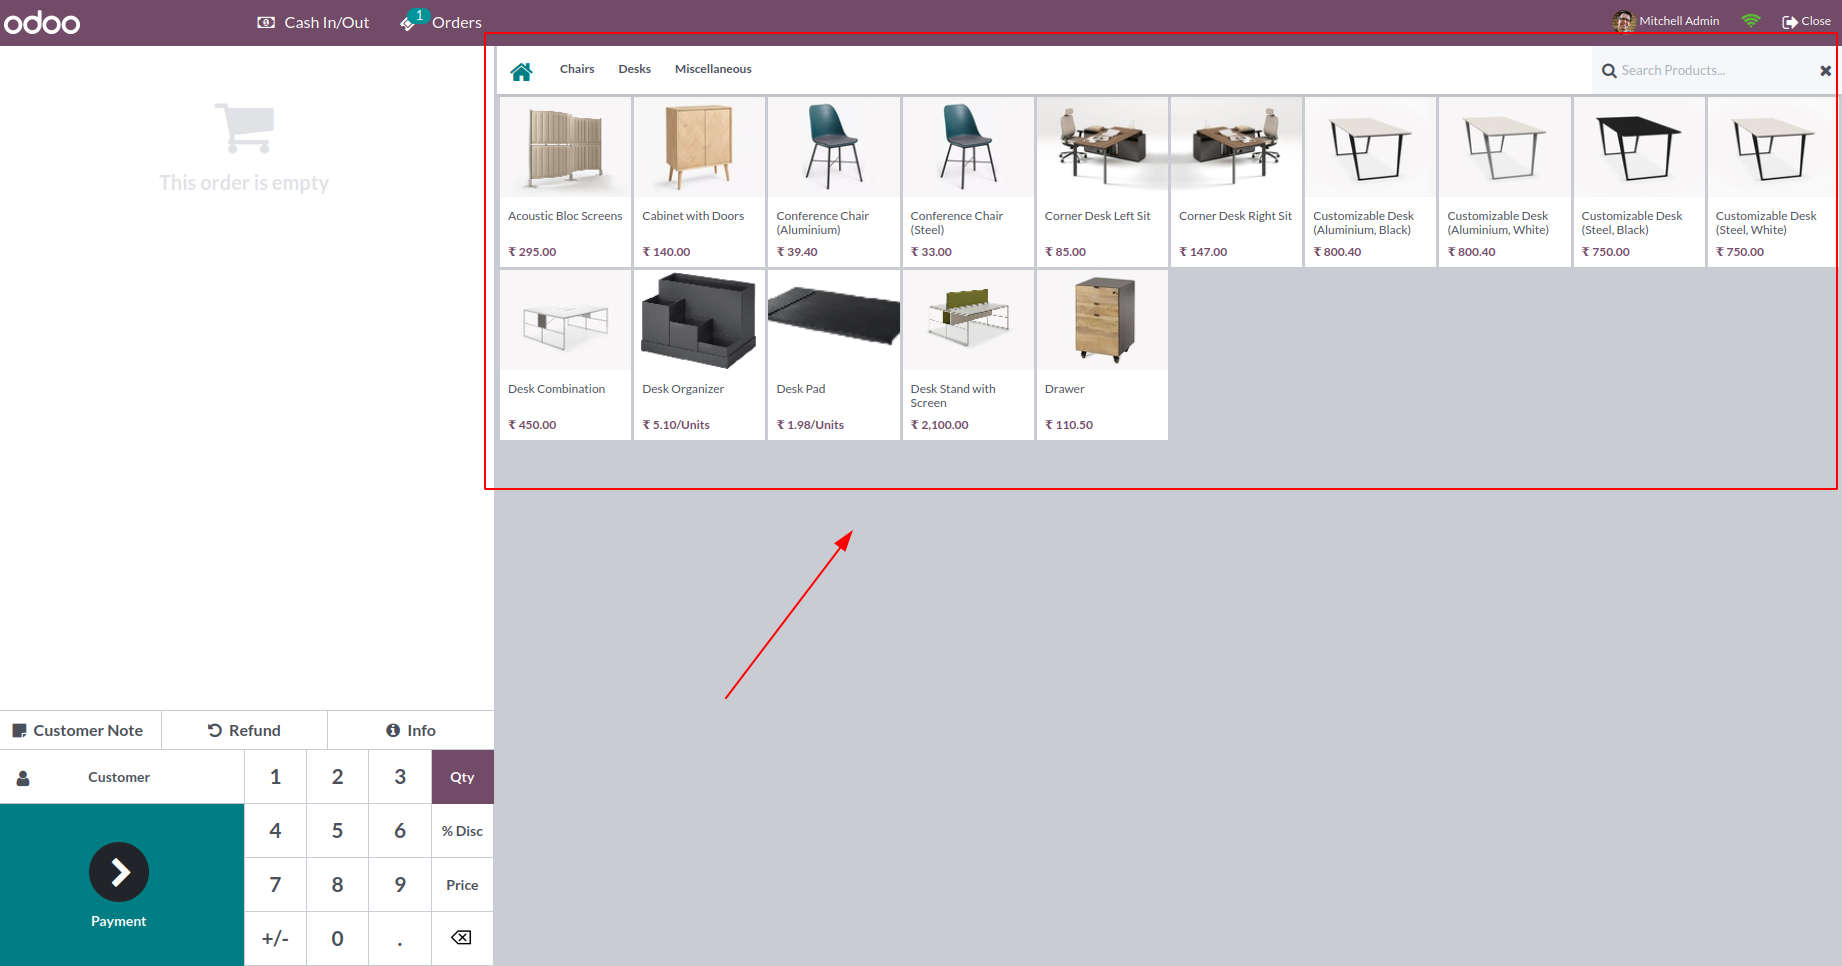 odoo
Cash In/Out
1
Orders
Mitchell Admin
Close
Chairs
Desks
Miscellaneous
Search Products...
This order is empty
Acoustic Bloc Screens
₹ 295.00
Cabinet with Doors
₹ 140.00
Conference Chair
(Aluminium)
₹ 39.40
Conference Chair
(Steel)
₹ 33.00
Corner Desk Left Sit
₹ 85.00
Corner Desk Right Sit
₹ 147.00
Customizable Desk
(Aluminium, Black)
₹ 800.40
Customizable Desk
(Aluminium, White)
₹ 800.40
Customizable Desk
(Steel, Black)
₹ 750.00
Customizable Desk
(Steel, White)
₹ 750.00
Desk Combination
₹ 450.00
Desk Organizer
₹ 5.10/Units
Desk Pad
₹ 1.98/Units
Desk Stand with
Screen
₹ 2,100.00
Drawer
₹ 110.50
Customer Note
Refund
Info
Customer
1
2
3
Qty
4
5
6
% Disc
7
8
9
Price
+/-
0
.
Payment